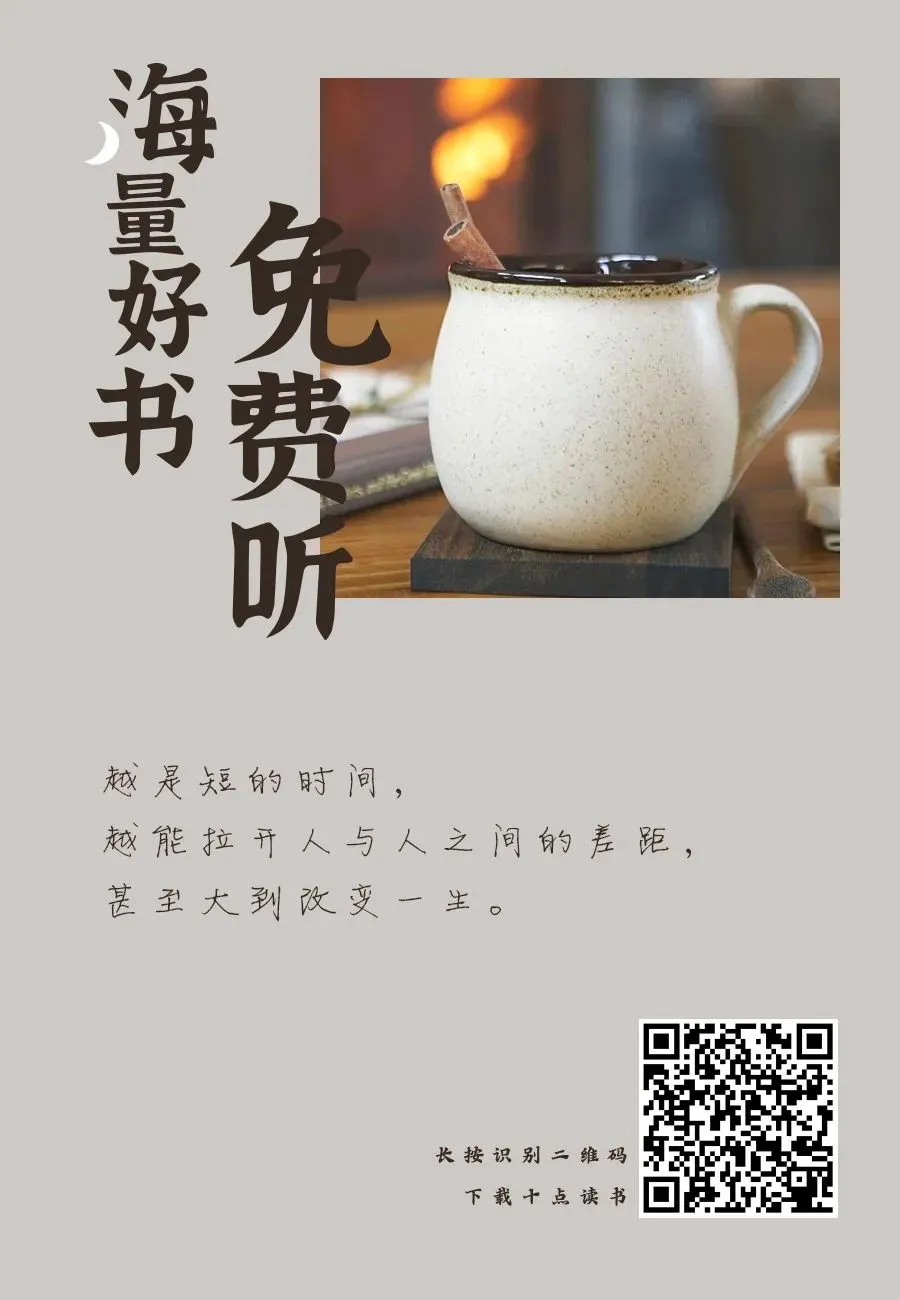 海量好书
免费听
越是短的时间，
越能拉开人与人之间的差距，
甚至大到改变一生。
长按识别二维码
下载十点读书